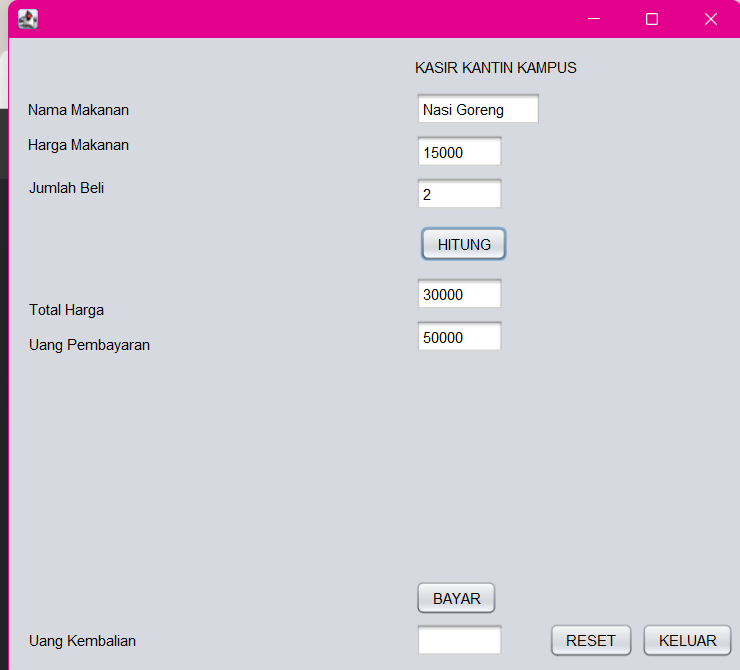 KASIR KANTIN KAMPUS
Nama Makanan Nasi Goreng
Harga Makanan 15000
Jumlah Beli 2
HITUNG
Total Harga 30000
Uang Pembayaran 50000
BAYAR
Uang Kembalian RESET KELUAR